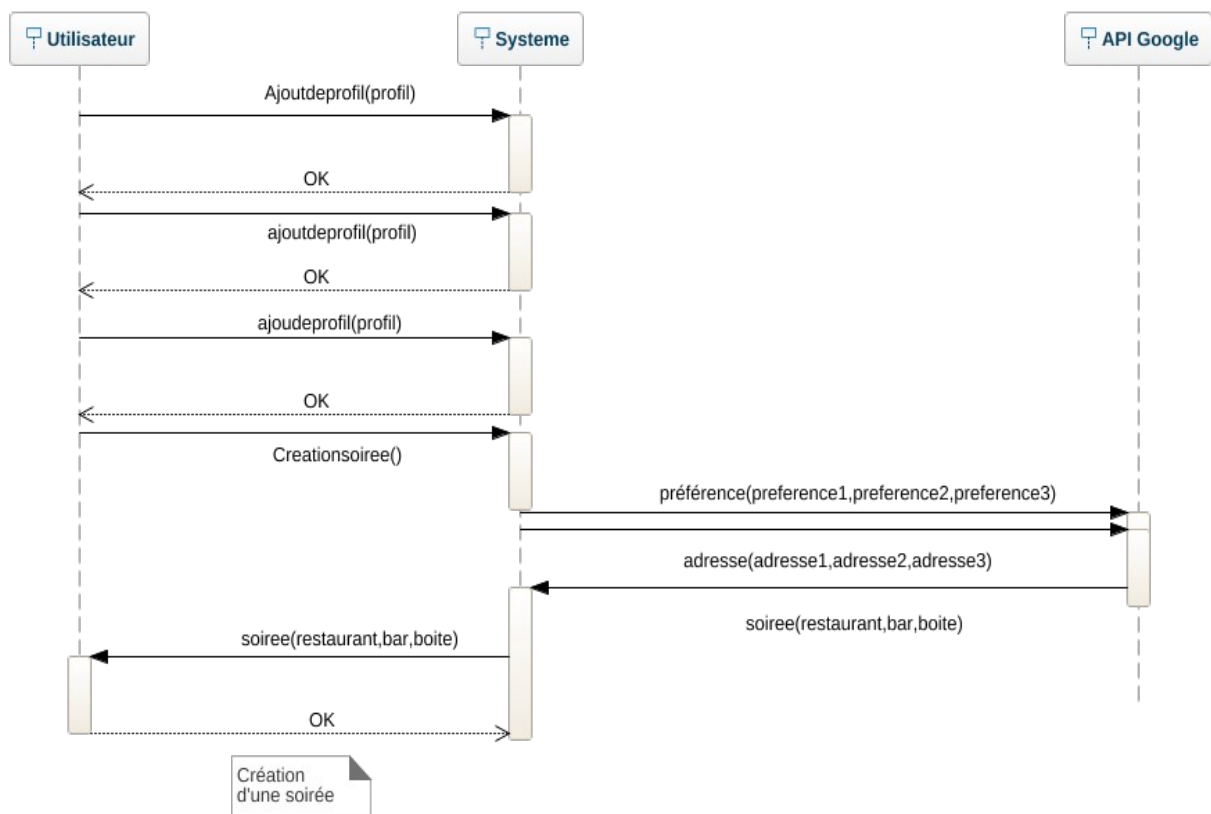 Utilisateur
Systeme
API Google
Ajoutdeprofil(profil)
OK
ajoutdeprofil(profil)
OK
ajoudeprofil(profil)
OK
Creationsoiree()
préférence(preference1,preference2,preference3)
adresse(adresse1,adresse2,adresse3)
soiree(restaurant,bar,boite)
soiree(restaurant,bar,boite)
OK
Création
d'une soirée